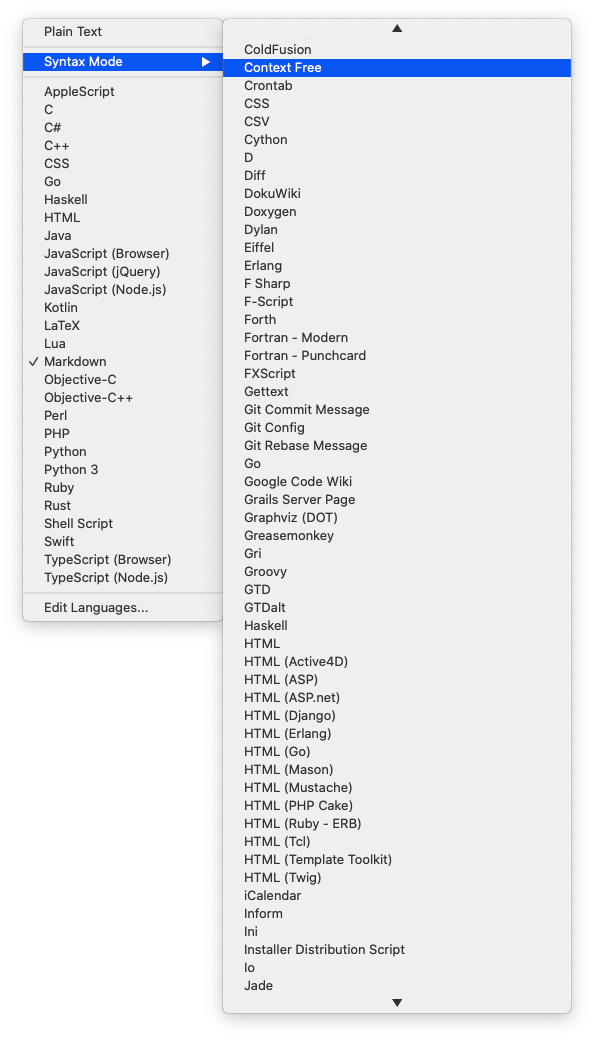 Plain Text
Syntax Mode
AppleScript
C
C#
C++
CSS
Go
Haskell
HTML
Java
JavaScript (Browser)
JavaScript (jQuery)
JavaScript (Node.js)
Kotlin
LaTeX
Lua
✓ Markdown
Objective-C
Objective-C++
Perl
PHP
Python
Python 3
Ruby
Rust
Shell Script
Swift
TypeScript (Browser)
TypeScript (Node.js)
Edit Languages...
ColdFusion
Context Free
Crontab
CSS
CSV
Cython
D
Diff
DokuWiki
Doxygen
Dylan
Eiffel
Erlang
F Sharp
F-Script
Forth
Fortran - Modern
Fortran - Punchcard
FXScript
Gettext
Git Commit Message
Git Config
Git Rebase Message
Go
Google Code Wiki
Grails Server Page
Graphviz (DOT)
Greasemonkey
Gri
Groovy
GTD
GTDalt
Haskell
HTML
HTML (Active4D)
HTML (ASP)
HTML (ASP.net)
HTML (Django)
HTML (Erlang)
HTML (Go)
HTML (Mason)
HTML (Mustache)
HTML (PHP Cake)
HTML (Ruby - ERB)
HTML (Tcl)
HTML (Template Toolkit)
HTML (Twig)
iCalendar
Inform
Ini
Installer Distribution Script
Io
Jade